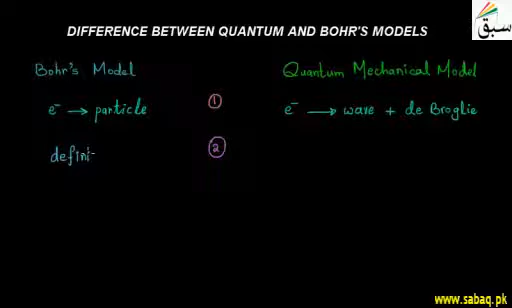 سبق
DIFFERENCE BETWEEN QUANTUM AND BOHR'S MODELS
Bohr's Model
Quantum Mechanical Model
e⁻ → particle
①
e⁻ → wave + de Broglie
defini-
②
www.sabaq.pk